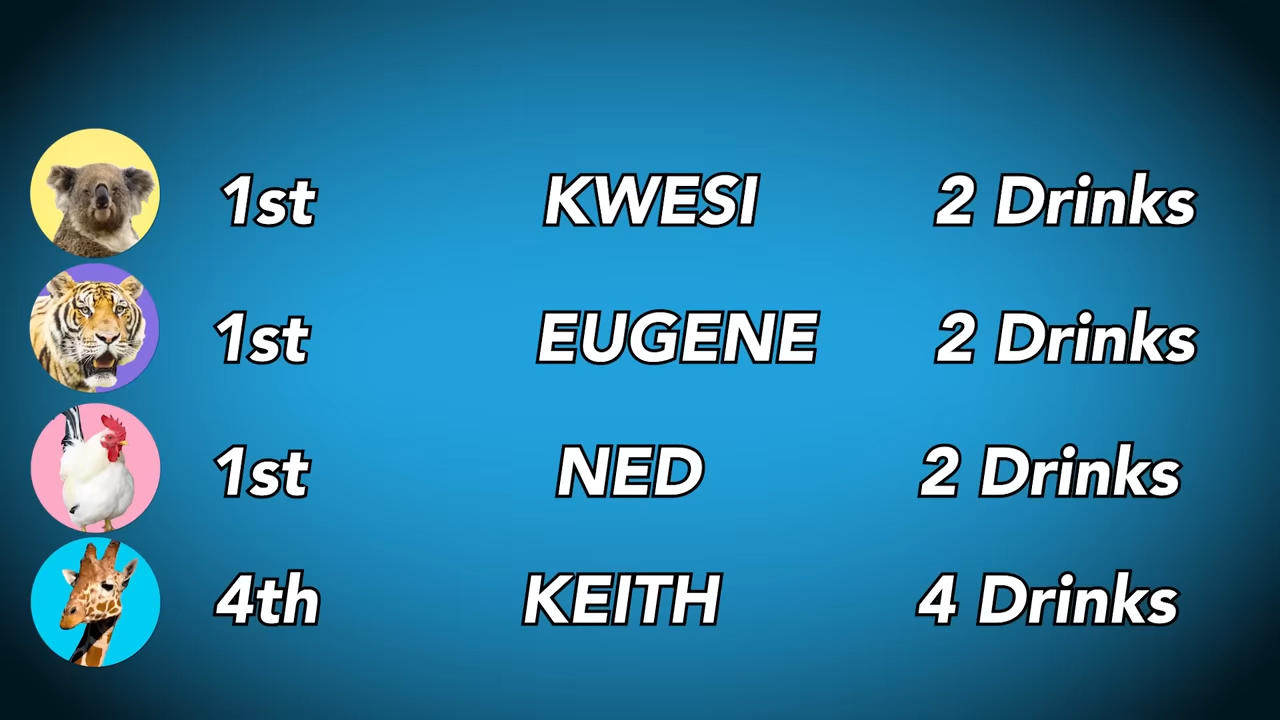 1st KWESI 2 Drinks
1st EUGENE 2 Drinks
1st NED 2 Drinks
4th KEITH 4 Drinks